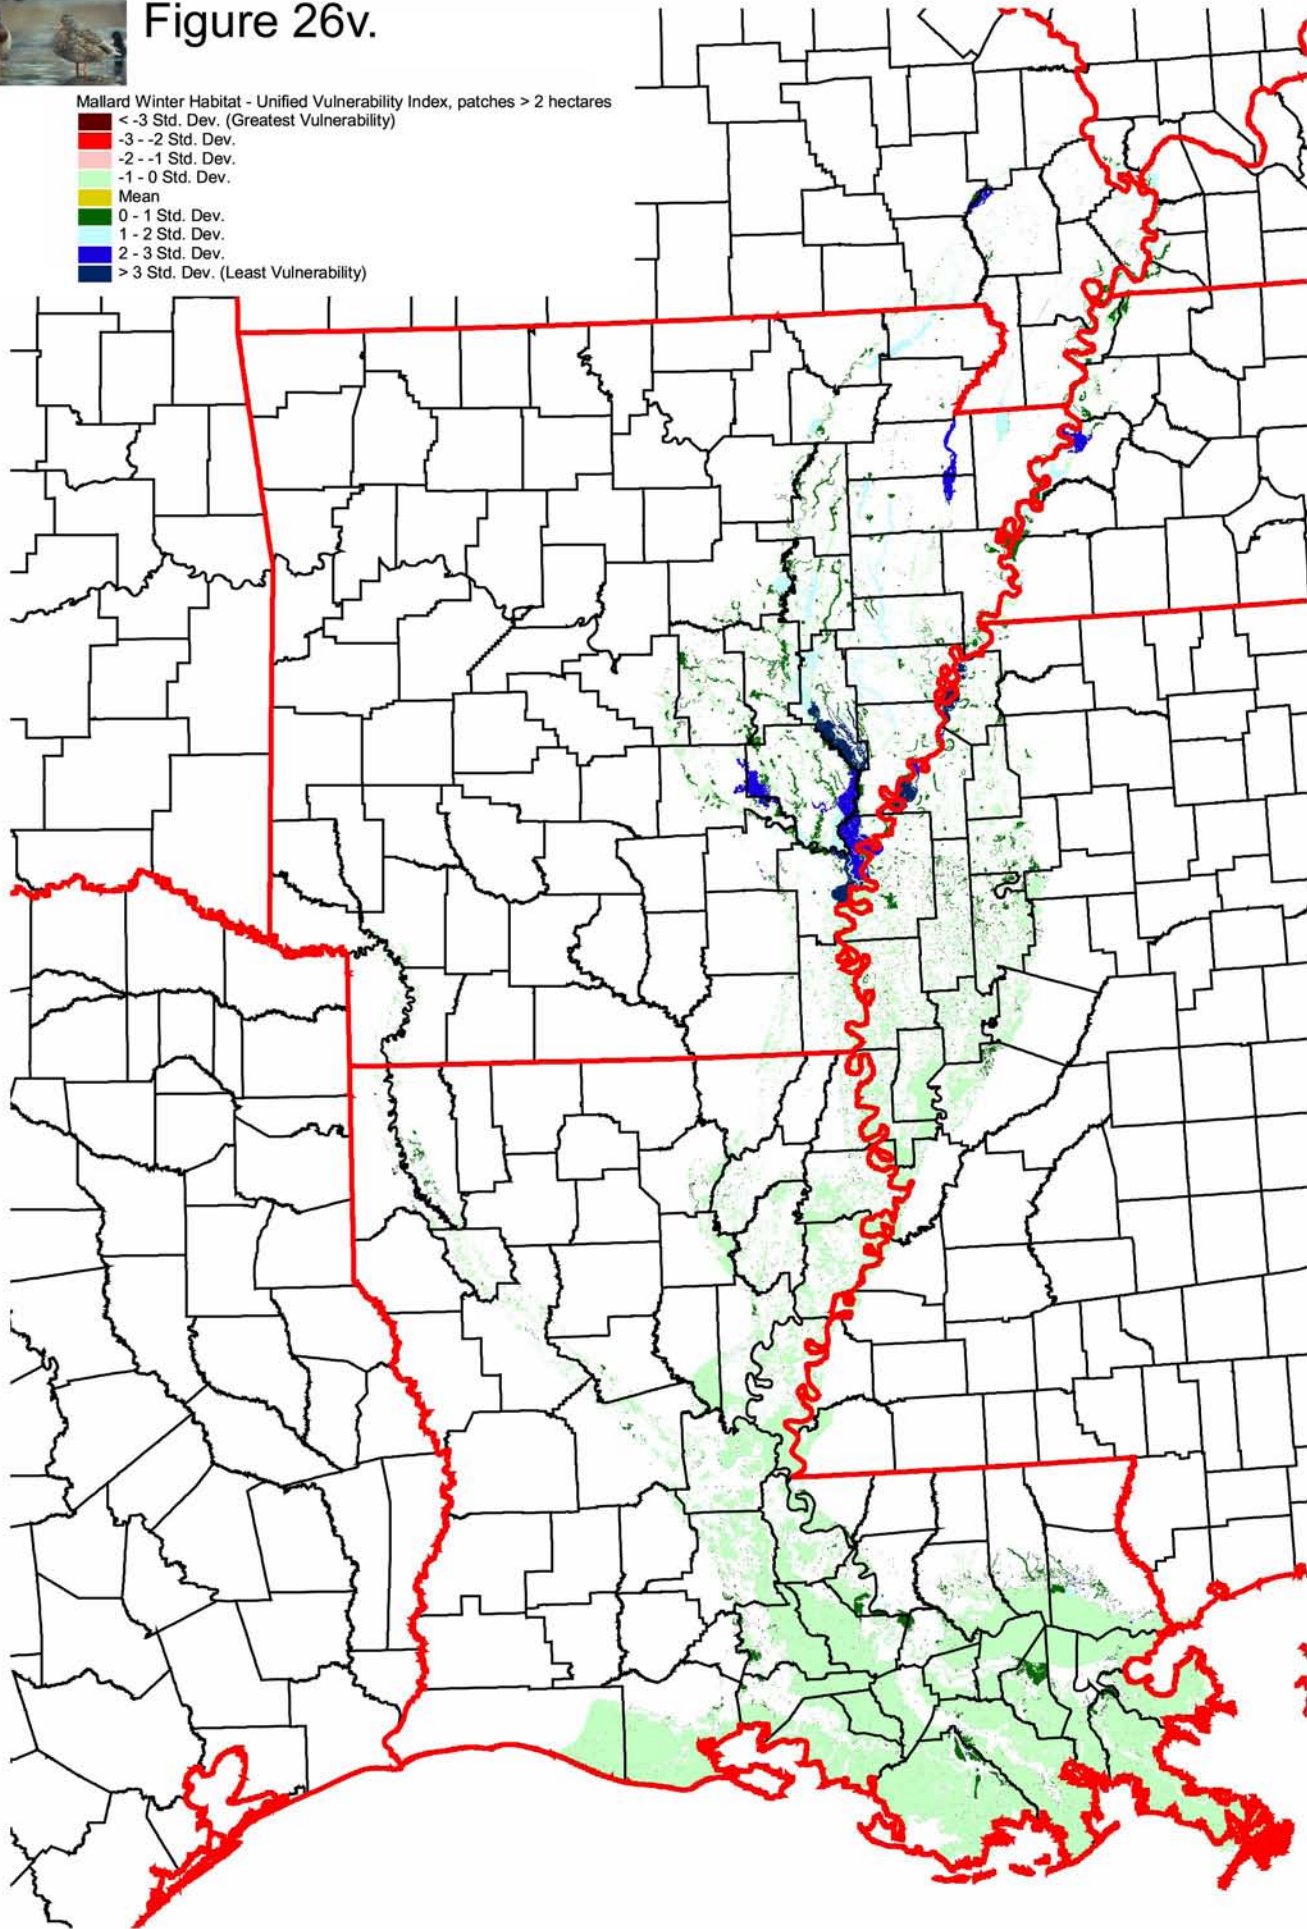 Figure 26v.
Mallard Winter Habitat - Unified Vulnerability Index, patches > 2 hectares
< -3 Std. Dev. (Greatest Vulnerability)
-3 - -2 Std. Dev.
-2 - -1 Std. Dev.
-1 - 0 Std. Dev.
Mean
0 - 1 Std. Dev.
1 - 2 Std. Dev.
2 - 3 Std. Dev.
> 3 Std. Dev. (Least Vulnerability)